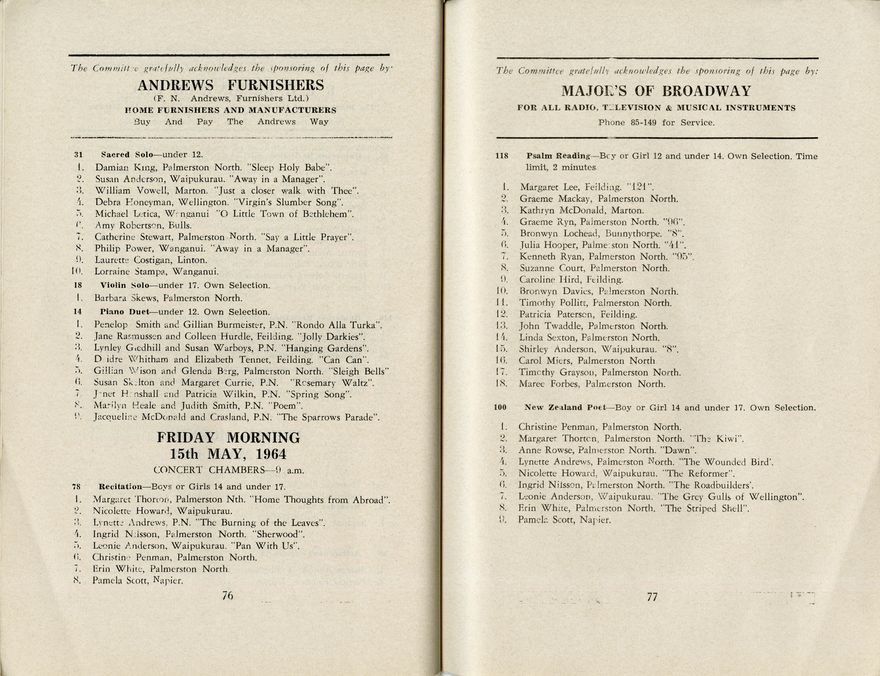 The Committee gratefully acknowledges the sponsoring of this page by:
ANDREWS FURNISHERS
(F. N. Andrews, Furnishers Ltd.)
HOME FURNISHERS AND MANUFACTURERS
Buy And Pay The Andrews Way
31 Sacred Solo—under 12.
1. Damian King, Palmerston North. "Sleep Holy Babe".
2. Susan Anderson, Waipukurau. "Away in a Manager".
3. William Vowell, Marton. "Just a closer walk with Thee".
4. Debra Honeyman, Wellington. "Virgin's Slumber Song".
5. Michael Wanganui "O Little Town of Bethlehem".
6. Amy Robertson, Bulls.
7. Catherine Stewart, Palmerston North. "Say a Little Prayer".
8. Philip Power, Wanganui. "Away in a Manager".
9. Laurette Costigan, Linton.
10. Lorraine Stampa, Wanganui.
18 Violin Solo—under 17. Own Selection.
1. Barbara Skews, Palmerston North.
14 Piano Duet—under 12. Own Selection.
1. Penelop Smith and Gillian Burmeister, P.N. "Rondo Alla Turka".
2. Jane Rasmussen and Colleen Hurdle, Feilding. "Jolly Darkies".
3. Lynley Gledhill and Susan Warboys, P.N. "Hanging Gardens".
4. D idre Whitham and Elizabeth Tennet, Feilding. "Can Can".
5. Gillian Wison and Glenda Berg, Palmerston North. "Sleigh Bells"
6. Susan Skelton and Margaret Currie, P.N. "Rosemary Waltz".
7. Janet Henshall and Patricia Wilkin, P.N. "Spring Song".
8. Marilyn Heale and Judith Smith, P.N. "Poem".
9. Jacqueline McDonald and Crasland, P.N. "The Sparrows Parade".
FRIDAY MORNING
15th MAY, 1964
CONCERT CHAMBERS—9 a.m.
78 Recitation—Boys or Girls 14 and under 17.
1. Margaret Thoron, Palmerston Nth. "Home Thoughts from Abroad".
2. Nicolette Howard, Waipukurau.
3. Lynette Andrews, P.N. "The Burning of the Leaves".
4. Ingrid Nilsson, Palmerston North. "Sherwood".
5. Leonie Anderson, Waipukurau. "Pan With Us".
6. Christine Penman, Palmerston North.
7. Erin White, Palmerston North
8. Pamela Scott, Napier.
76
The Committee gratefully acknowledges the sponsoring of this page by:
MAJOR'S OF BROADWAY
FOR ALL RADIO, TELEVISION & MUSICAL INSTRUMENTS
Phone 85-149 for Service.
118 Psalm Reading—Boy or Girl 12 and under 14. Own Selection. Time
limit, 2 minutes
1. Margaret Lee, Feilding. "121".
2. Graeme Mackay, Palmerston North.
3. Kathryn McDonald, Marton.
4. Graeme Ryn, Palmerston North. "96".
5. Bronwyn Lochead, Bunnythorpe. "8".
6. Julia Hooper, Palmerston North. "41".
7. Kenneth Ryan, Palmerston North. "95".
8. Suzanne Court, Palmerston North.
9. Caroline Hird, Feilding.
10. Bronwyn Davies, Palmerston North.
11. Timothy Pollitt, Palmerston North.
12. Patricia Paterson, Feilding.
13. John Twaddle, Palmerston North.
14. Linda Sexton, Palmerston North.
15. Shirley Anderson, Waipukurau. "8".
16. Carol Miers, Palmerston North
17. Timothy Grayson, Palmerston North.
18. Maree Forbes, Palmerston North.
100 New Zealand Poet—Boy or Girl 14 and under 17. Own Selection.
1. Christine Penman, Palmerston North.
2. Margaret Thorton, Palmerston North. "The Kiwi".
3. Anne Rowse, Palmerston North. "Dawn".
4. Lynette Andrews, Palmerston North. "The Wounded Bird'.
5. Nicolette Howard, Waipukurau. "The Reformer".
6. Ingrid Nilsson, Palmerston North. "The Roadbuilders'.
7. Leonie Anderson, Waipukurau. "The Grey Gulls of Wellington".
8. Erin White, Palmerston North. "The Striped Shell".
9. Pamela Scott, Napier.
77